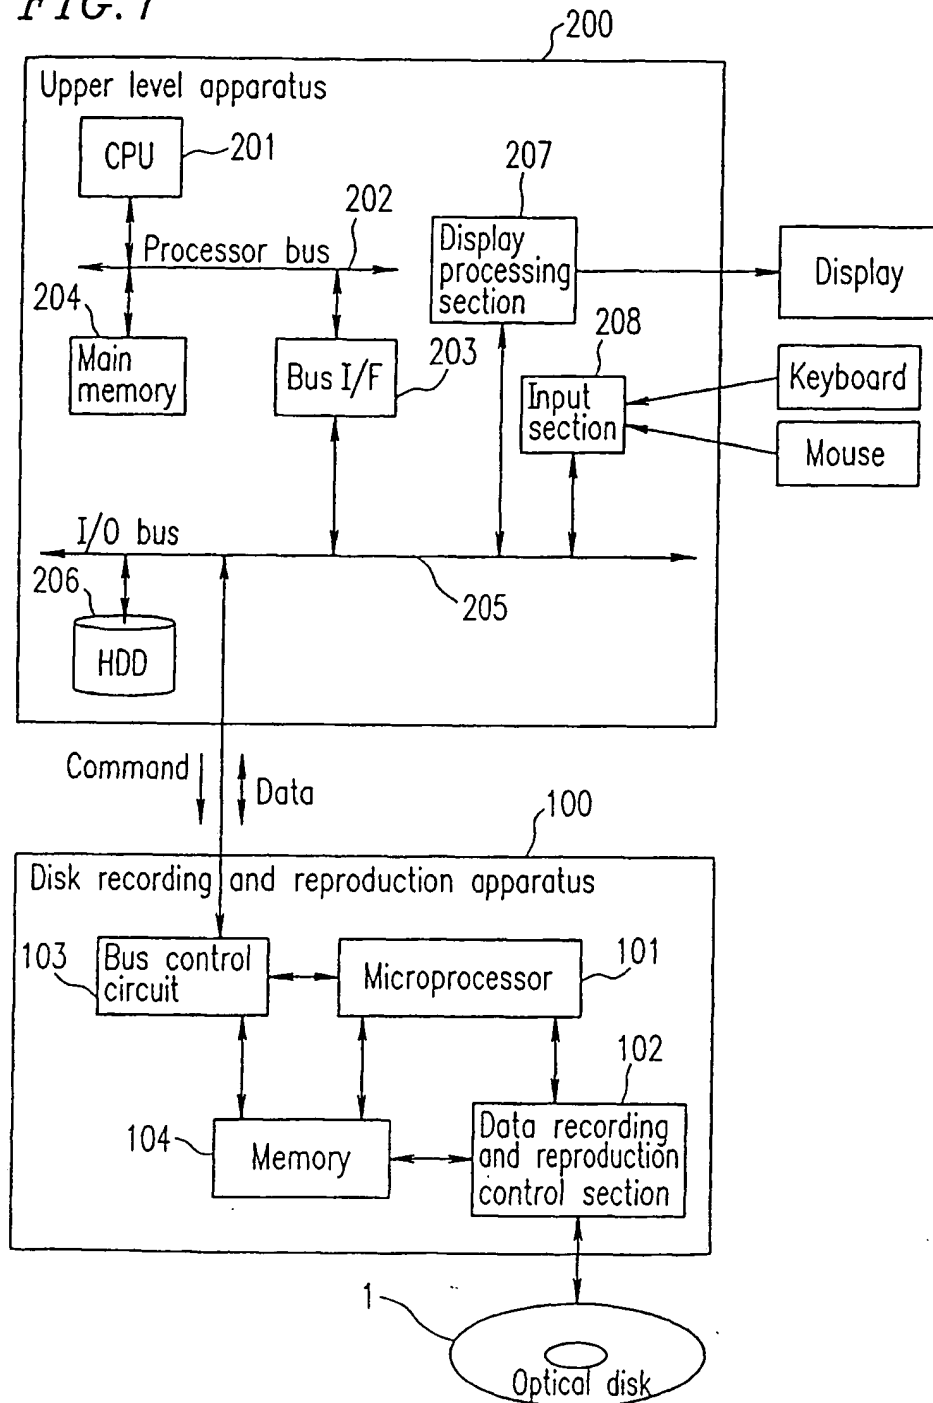 FIG. 7
200
Upper level apparatus
CPU
201
207
202
Processor bus
Display
processing
section
Display
204
208
Main
memory
Bus I/F
203
Input
section
Keyboard
Mouse
I/O bus
206
205
HDD
Command
Data
100
Disk recording and reproduction apparatus
103
Bus control
circuit
Microprocessor
101
102
104
Memory
Data recording
and reproduction
control section
1
Optical disk